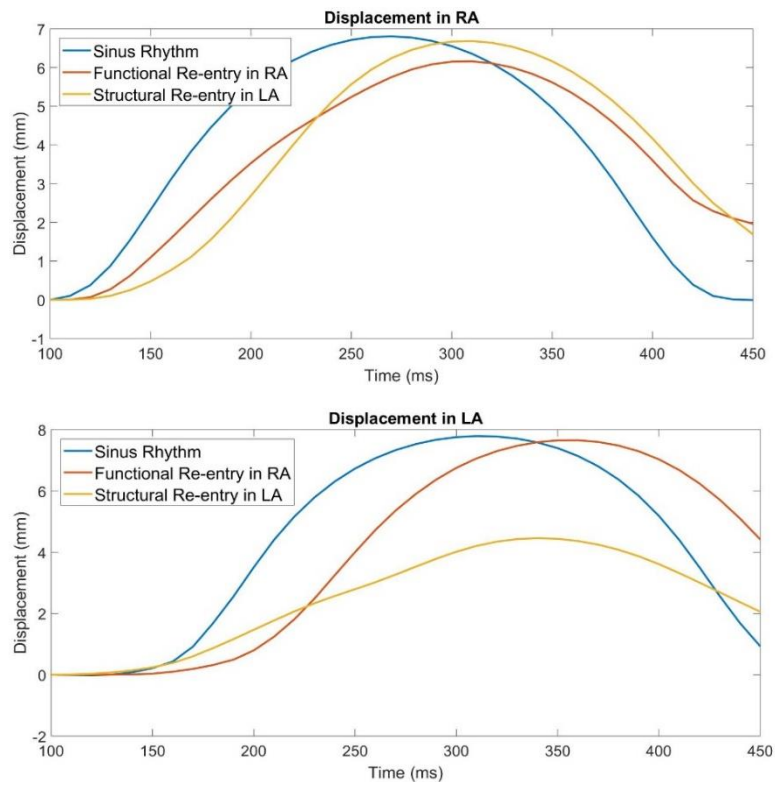 Displacement in RA
7
6
5
4
3
2
1
0
-1
Displacement (mm)
Sinus Rhythm
Functional Re-entry in RA
Structural Re-entry in LA
100 150 200 250 300 350 400 450
Time (ms)
Displacement in LA
8
6
4
2
0
-2
Displacement (mm)
Sinus Rhythm
Functional Re-entry in RA
Structural Re-entry in LA
100 150 200 250 300 350 400 450
Time (ms)